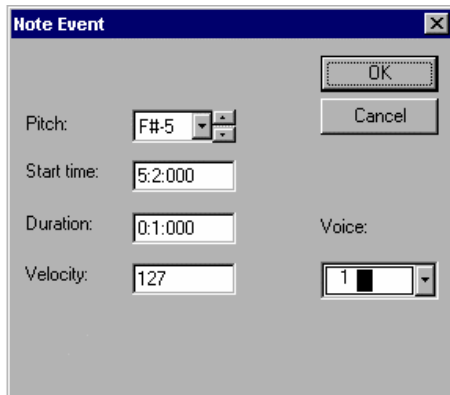 Note Event
OK
Cancel
Pitch: F#-5
Start time: 5:2:000
Duration: 0:1:000
Voice:
Velocity: 127
1